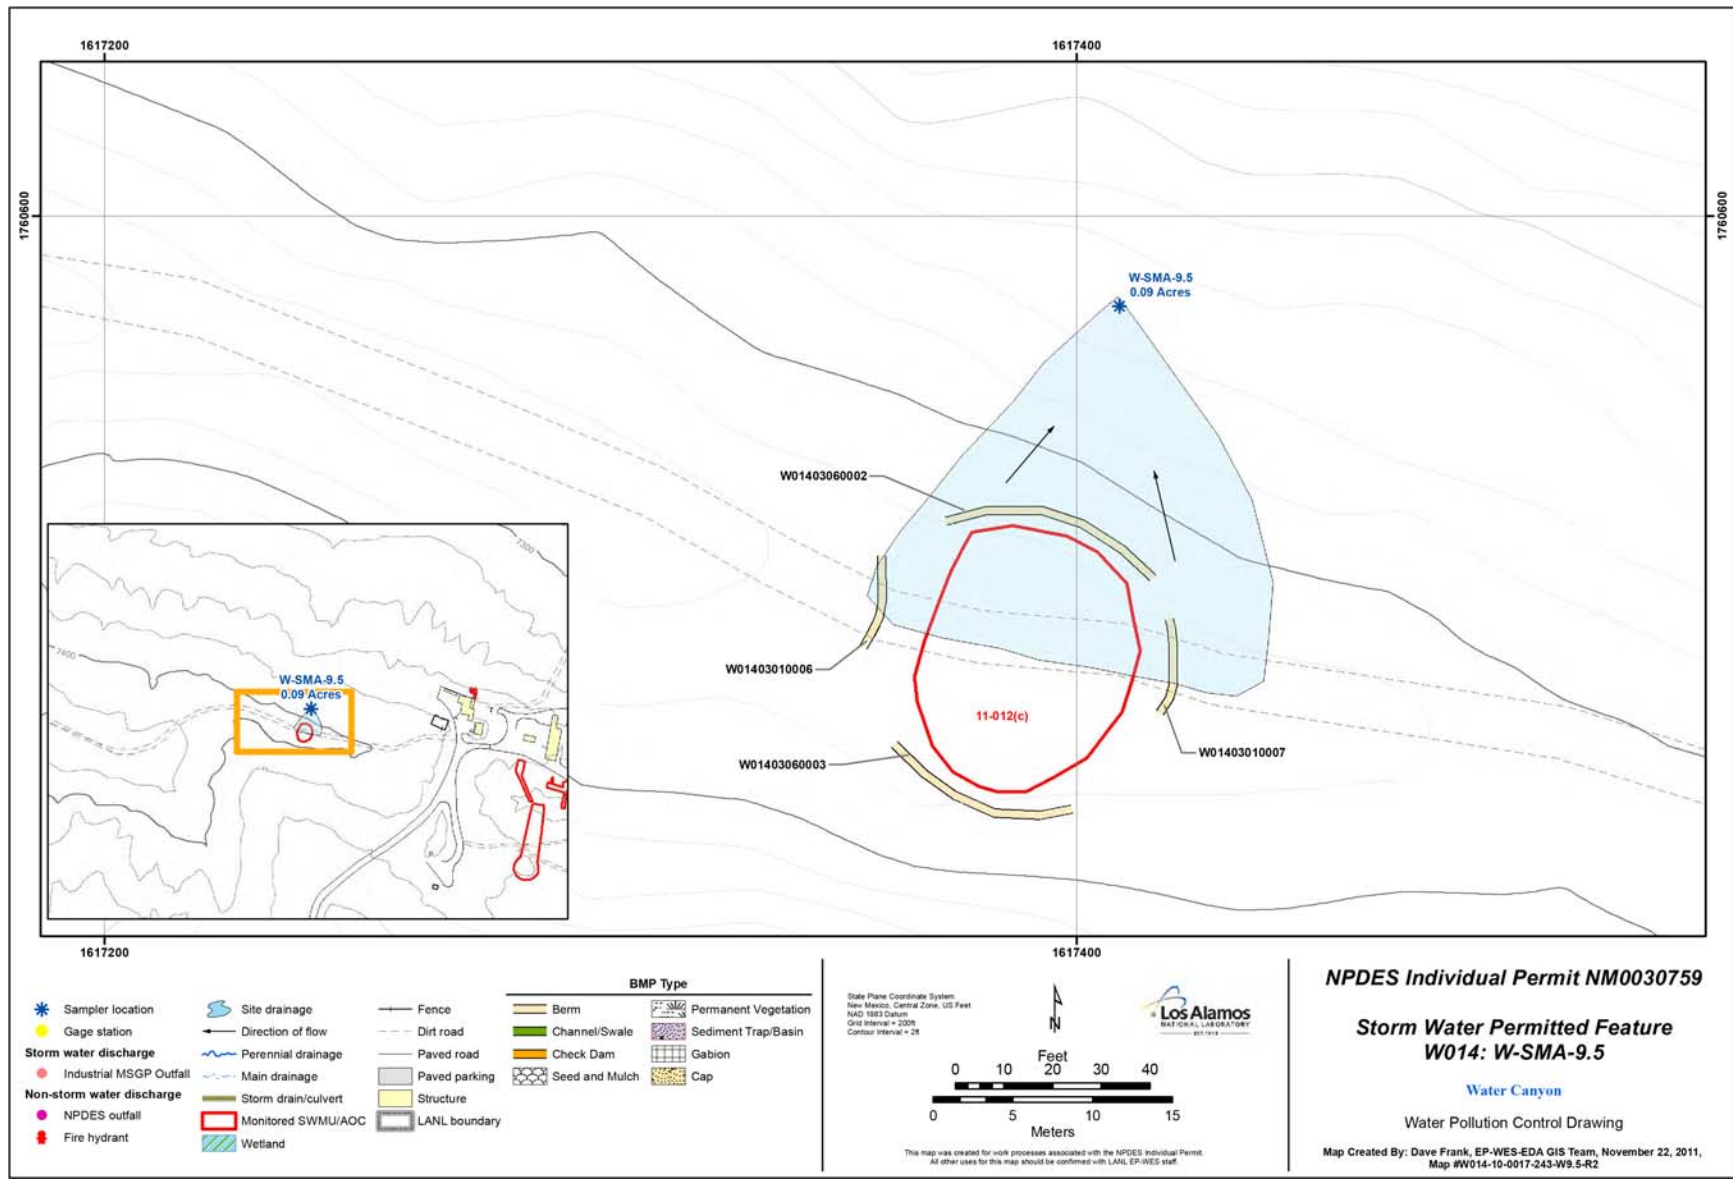 1617200
1617400
1760600
1760600
W-SMA-9.5
0.09 Acres
W01403060002
W01403010006
11-012(c)
W01403060003
W01403010007
7300
7400
W-SMA-9.5
0.09 Acres
1617200
1617400
Sampler location
Gage station
Storm water discharge
Industrial MSGP Outfall
Non-storm water discharge
NPDES outfall
Fire hydrant
Site drainage
Direction of flow
Perennial drainage
Main drainage
Storm drain/culvert
Monitored SWMU/AOC
Wetland
Fence
Dirt road
Paved road
Paved parking
Structure
LANL boundary
BMP Type
Berm
Channel/Swale
Check Dam
Seed and Mulch
Permanent Vegetation
Sediment Trap/Basin
Gabion
Cap
State Plane Coordinate System
New Mexico, Central Zone, US Feet
NAD 1983 Datum
Grid Interval = 200ft
Contour Interval = 2ft
N
Los Alamos
NATIONAL LABORATORY
EST. 1943
Feet
0 10 20 30 40
0 5 10 15
Meters
This map was created for work processes associated with the NPDES Individual Permit.
All other uses for this map should be confirmed with LANL EP-WES staff.
NPDES Individual Permit NM0030759
Storm Water Permitted Feature
W014: W-SMA-9.5
Water Canyon
Water Pollution Control Drawing
Map Created By: Dave Frank, EP-WES-EDA GIS Team, November 22, 2011,
Map #W014-10-0017-243-W9.5-R2